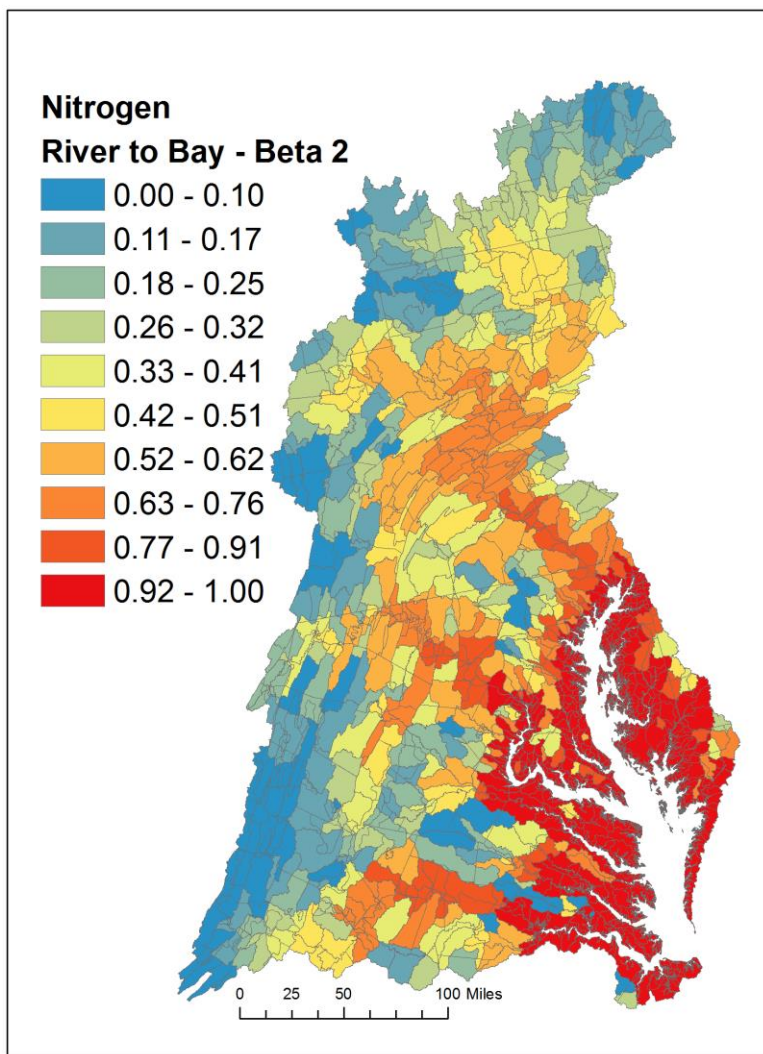 Nitrogen
River to Bay - Beta 2
0.00 - 0.10
0.11 - 0.17
0.18 - 0.25
0.26 - 0.32
0.33 - 0.41
0.42 - 0.51
0.52 - 0.62
0.63 - 0.76
0.77 - 0.91
0.92 - 1.00
0 25 50 100 Miles